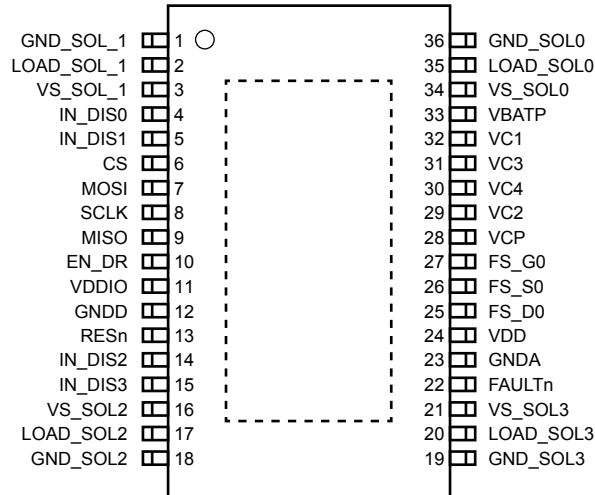 GND_SOL_1 1 36 GND_SOL0
LOAD_SOL_1 2 35 LOAD_SOL0
VS_SOL_1 3 34 VS_SOL0
IN_DIS0 4 33 VBATP
IN_DIS1 5 32 VC1
CS 6 31 VC3
MOSI 7 30 VC4
SCLK 8 29 VC2
MISO 9 28 VCP
EN_DR 10 27 FS_G0
VDDIO 11 26 FS_S0
GNDD 12 25 FS_D0
RESn 13 24 VDD
IN_DIS2 14 23 GNDA
IN_DIS3 15 22 FAULTn
VS_SOL2 16 21 VS_SOL3
LOAD_SOL2 17 20 LOAD_SOL3
GND_SOL2 18 19 GND_SOL3